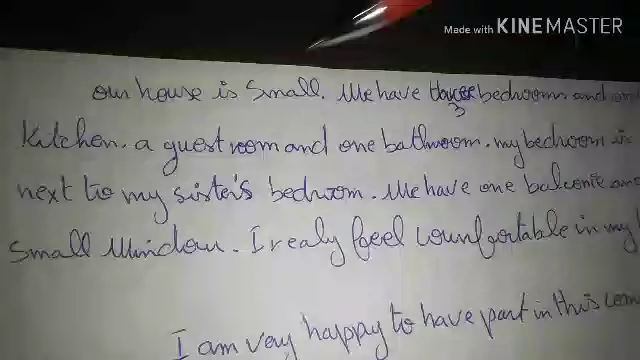 Made with KINEMASTER
Our house is small. We have three 3 bedrooms and
Kitchen. a guest room and one bathroom. my bedroom is
next to my sister's bedroom. We have one balconie and
small Window. I realy feel counfortable in my
I am very happy to have part in this